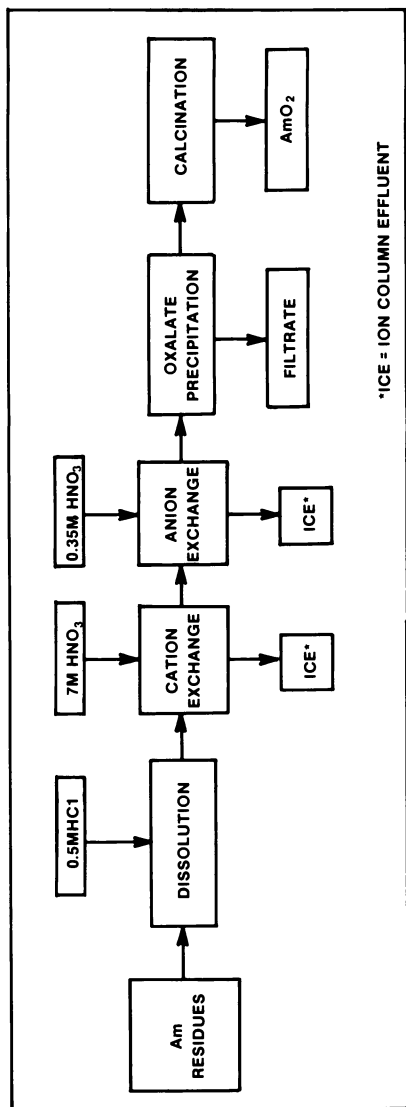 Am
RESIDUES
0.5MHC1
DISSOLUTION
7M HNO3
CATION
EXCHANGE
ICE*
0.35M HNO3
ANION
EXCHANGE
ICE*
OXALATE
PRECIPITATION
FILTRATE
CALCINATION
AmO2
*ICE = ION COLUMN EFFLUENT